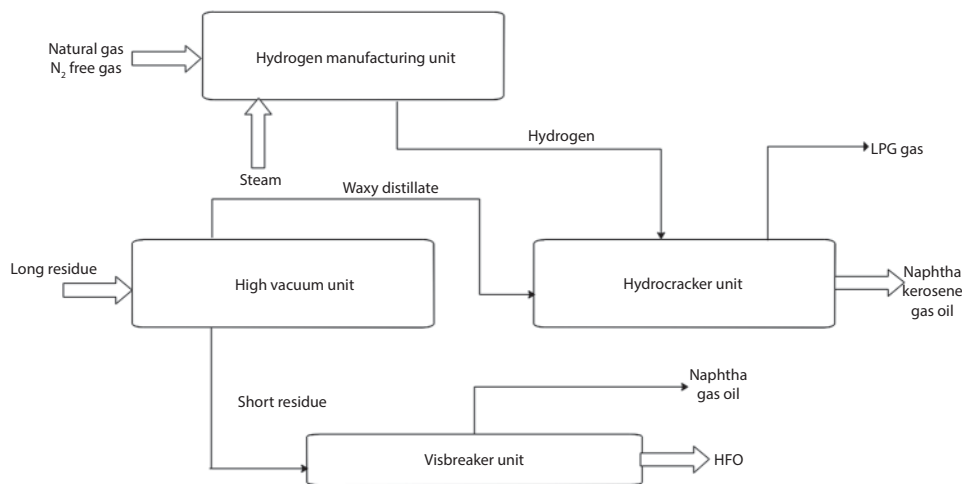 Natural gas
N₂ free gas
Hydrogen manufacturing unit
Steam
Hydrogen
LPG gas
Waxy distillate
Long residue
High vacuum unit
Hydrocracker unit
Naphtha
kerosene
gas oil
Short residue
Naphtha
gas oil
Visbreaker unit
HFO